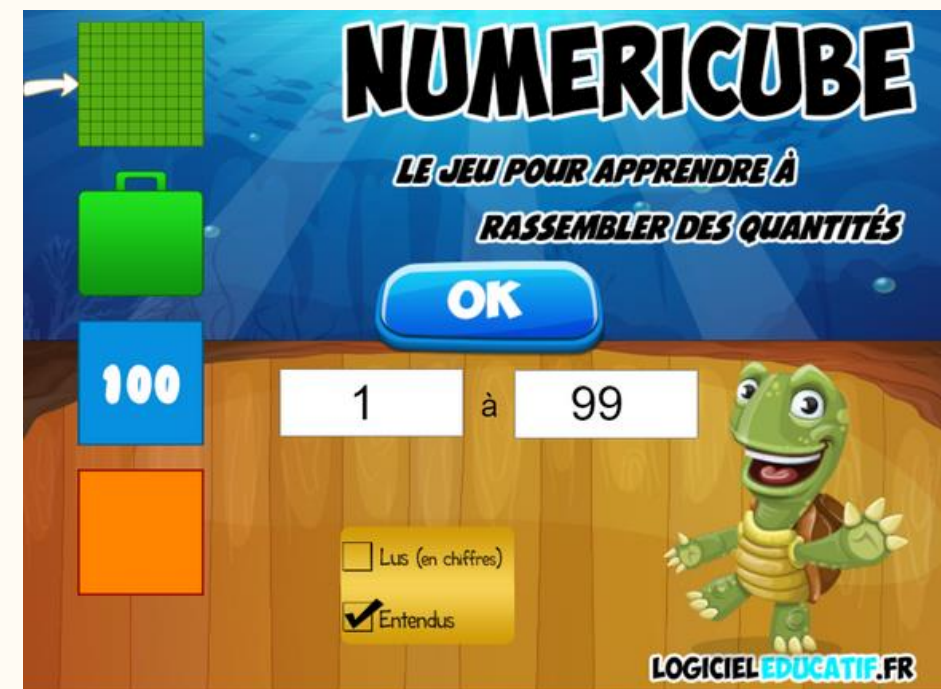 NUMERICUBE
LE JEU POUR APPRENDRE À
RASSEMBLER DES QUANTITÉS
OK
100
1 à 99
Lus (en chiffres)
Entendus
LOGICIELEDUCATIF.FR